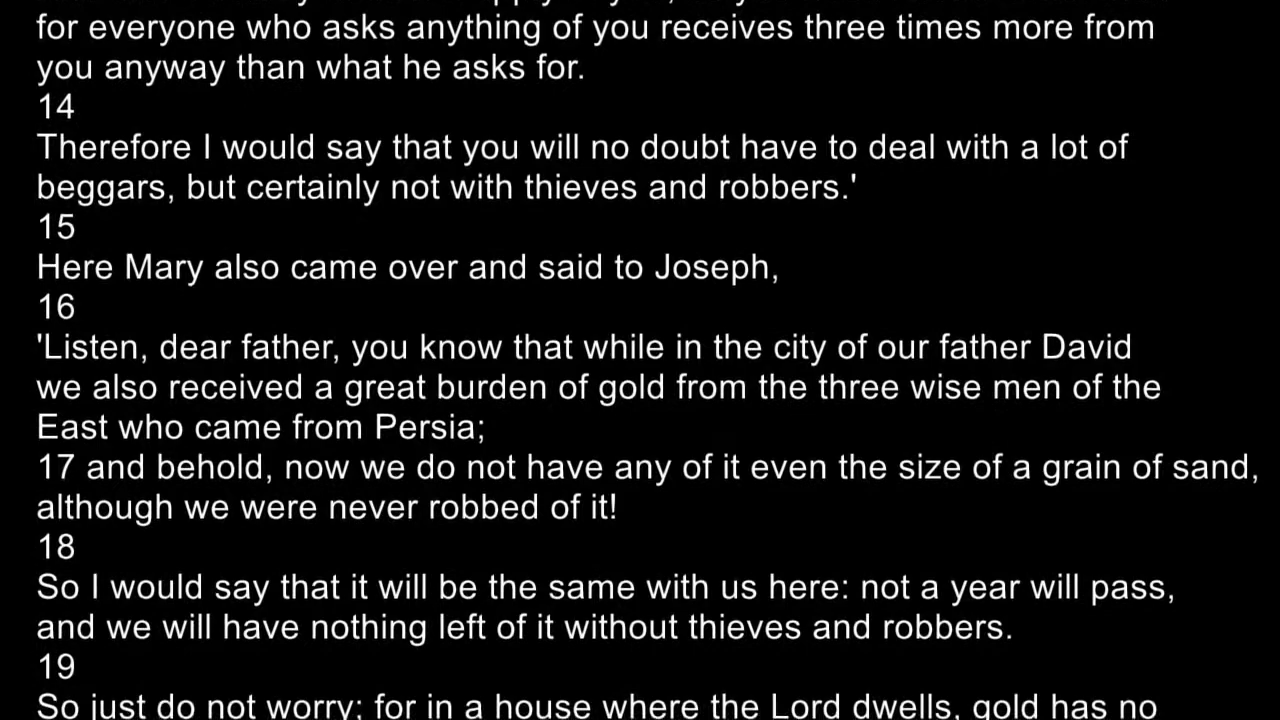 for everyone who asks anything of you receives three times more from
you anyway than what he asks for.
14
Therefore I would say that you will no doubt have to deal with a lot of
beggars, but certainly not with thieves and robbers.'
15
Here Mary also came over and said to Joseph,
16
'Listen, dear father, you know that while in the city of our father David
we also received a great burden of gold from the three wise men of the
East who came from Persia;
17 and behold, now we do not have any of it even the size of a grain of sand,
although we were never robbed of it!
18
So I would say that it will be the same with us here: not a year will pass,
and we will have nothing left of it without thieves and robbers.
19
So just do not worry; for in a house where the Lord dwells, gold has no